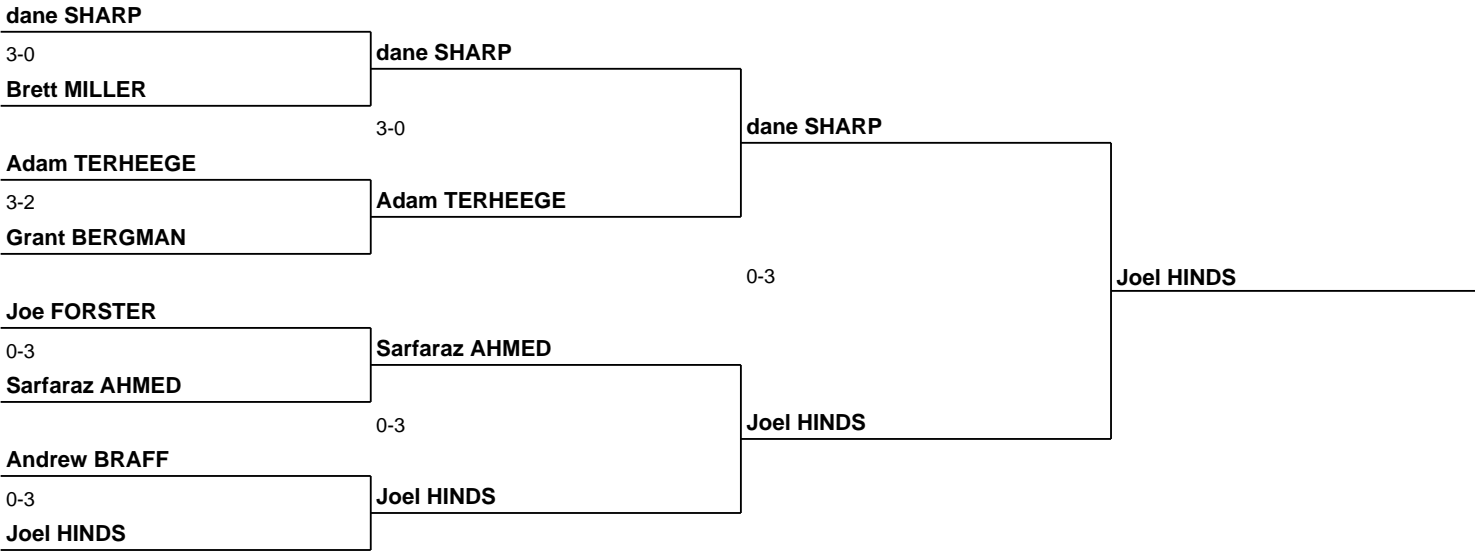 dane SHARP
3-0
dane SHARP
Brett MILLER
3-0
dane SHARP
Adam TERHEEGE
3-2
Adam TERHEEGE
Grant BERGMAN
0-3
Joel HINDS
Joe FORSTER
0-3
Sarfaraz AHMED
Sarfaraz AHMED
0-3
Joel HINDS
Andrew BRAFF
0-3
Joel HINDS
Joel HINDS